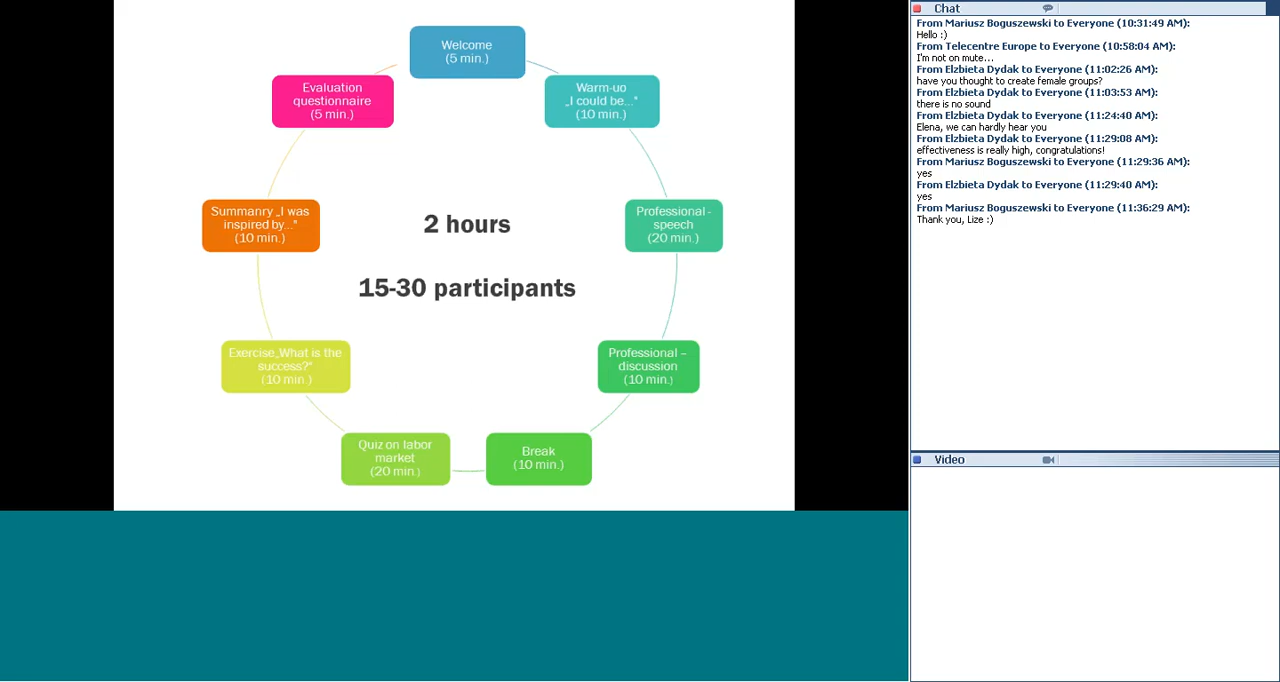 Welcome
(5 min.)
Warm-uo
„I could be..."
(10 min.)
Professional -
speech
(20 min.)
Professional –
discussion
(10 min.)
Break
(10 min.)
Quiz on labor
market
(20 min.)
Exercise„What is the
success?"
(10 min.)
Summanry „I was
inspired by..."
(10 min.)
Evaluation
questionnaire
(5 min.)
2 hours
15-30 participants
Chat
From Mariusz Boguszewski to Everyone (10:31:49 AM):
Hello :)
From Telecentre Europe to Everyone (10:58:04 AM):
I'm not on mute...
From Elzbieta Dydak to Everyone (11:02:26 AM):
have you thought to create female groups?
From Elzbieta Dydak to Everyone (11:03:53 AM):
there is no sound
From Elzbieta Dydak to Everyone (11:24:40 AM):
Elena, we can hardly hear you
From Elzbieta Dydak to Everyone (11:29:08 AM):
effectiveness is really high, congratulations!
From Mariusz Boguszewski to Everyone (11:29:36 AM):
yes
From Elzbieta Dydak to Everyone (11:29:40 AM):
yes
From Mariusz Boguszewski to Everyone (11:36:29 AM):
Thank you, Lize :)
Video